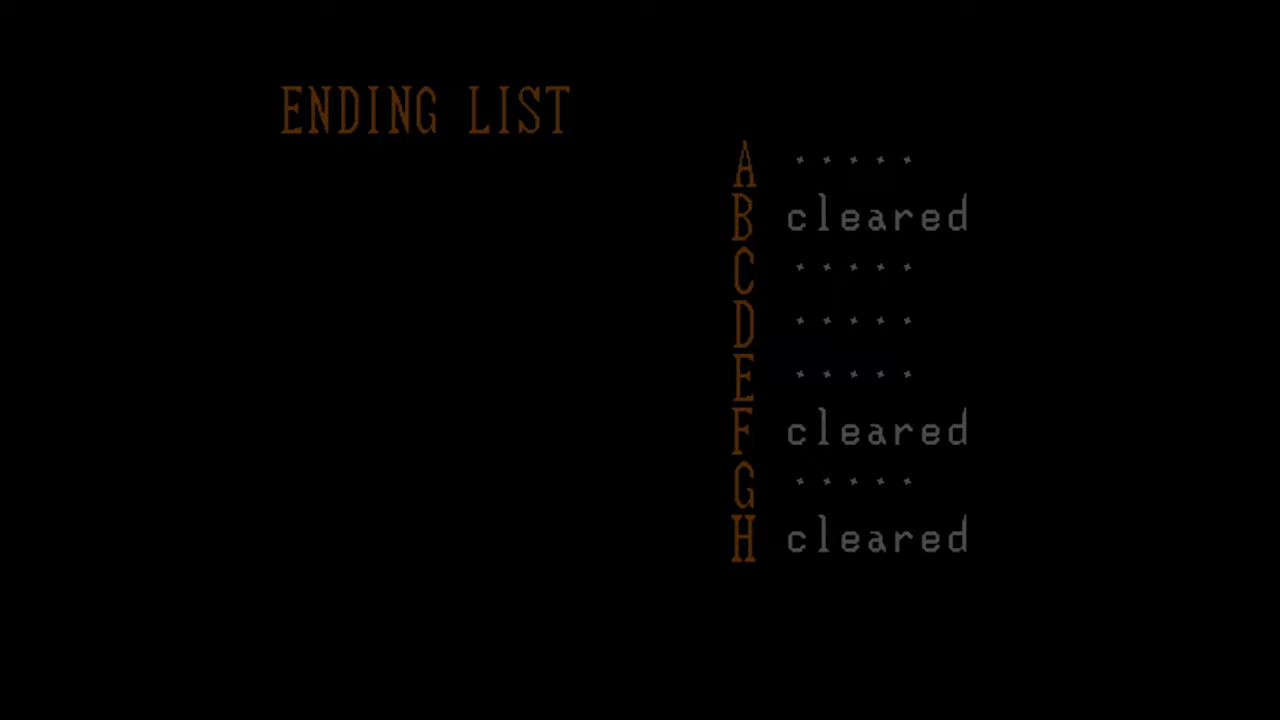 ENDING LIST
A ·····
B cleared
C ·····
D ·····
E ·····
F cleared
G ·····
H cleared